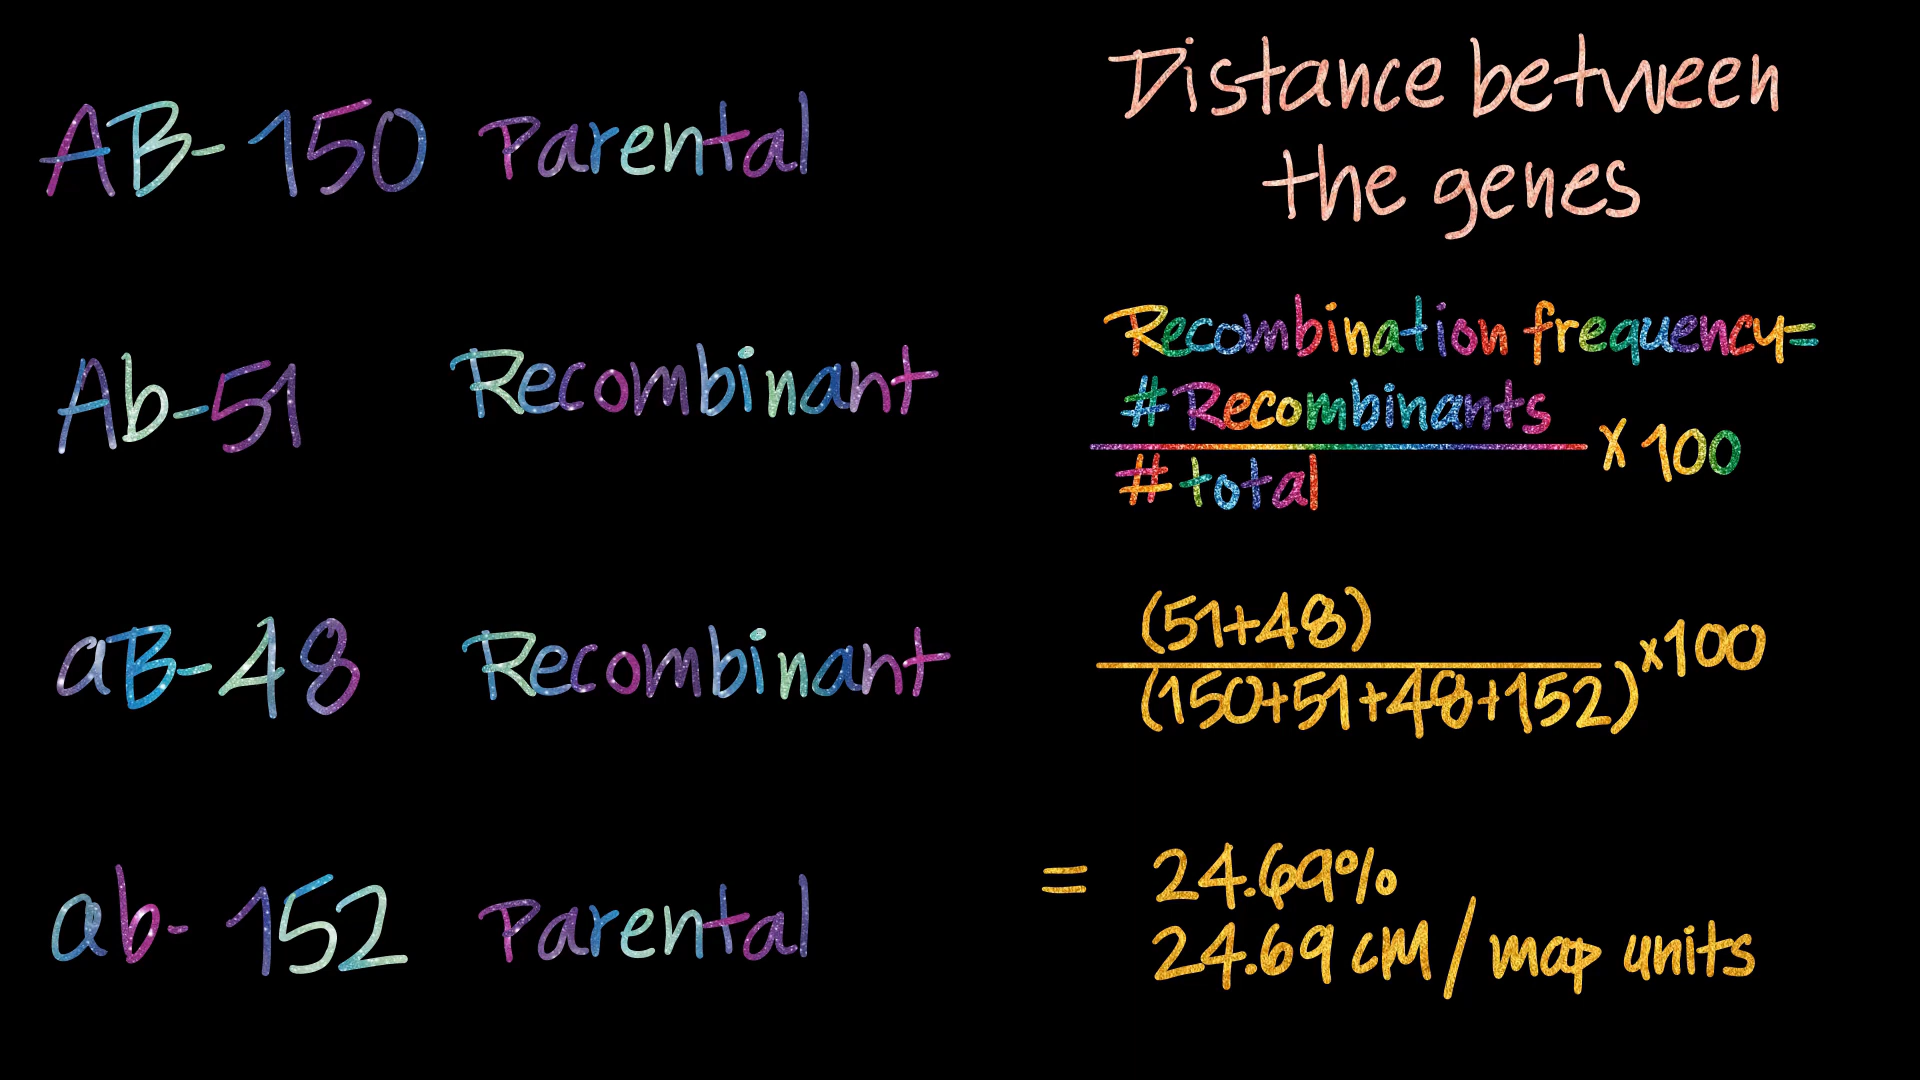 AB- 150 Parental
Ab-51 Recombinant
aB-48 Recombinant
ab- 152 Parental
Distance between
the genes
Recombination frequency=
#Recombinants
#total
x 100
(51+48)
(150+51+48+152)
x100
= 24.69%
24.69 cM/ map units